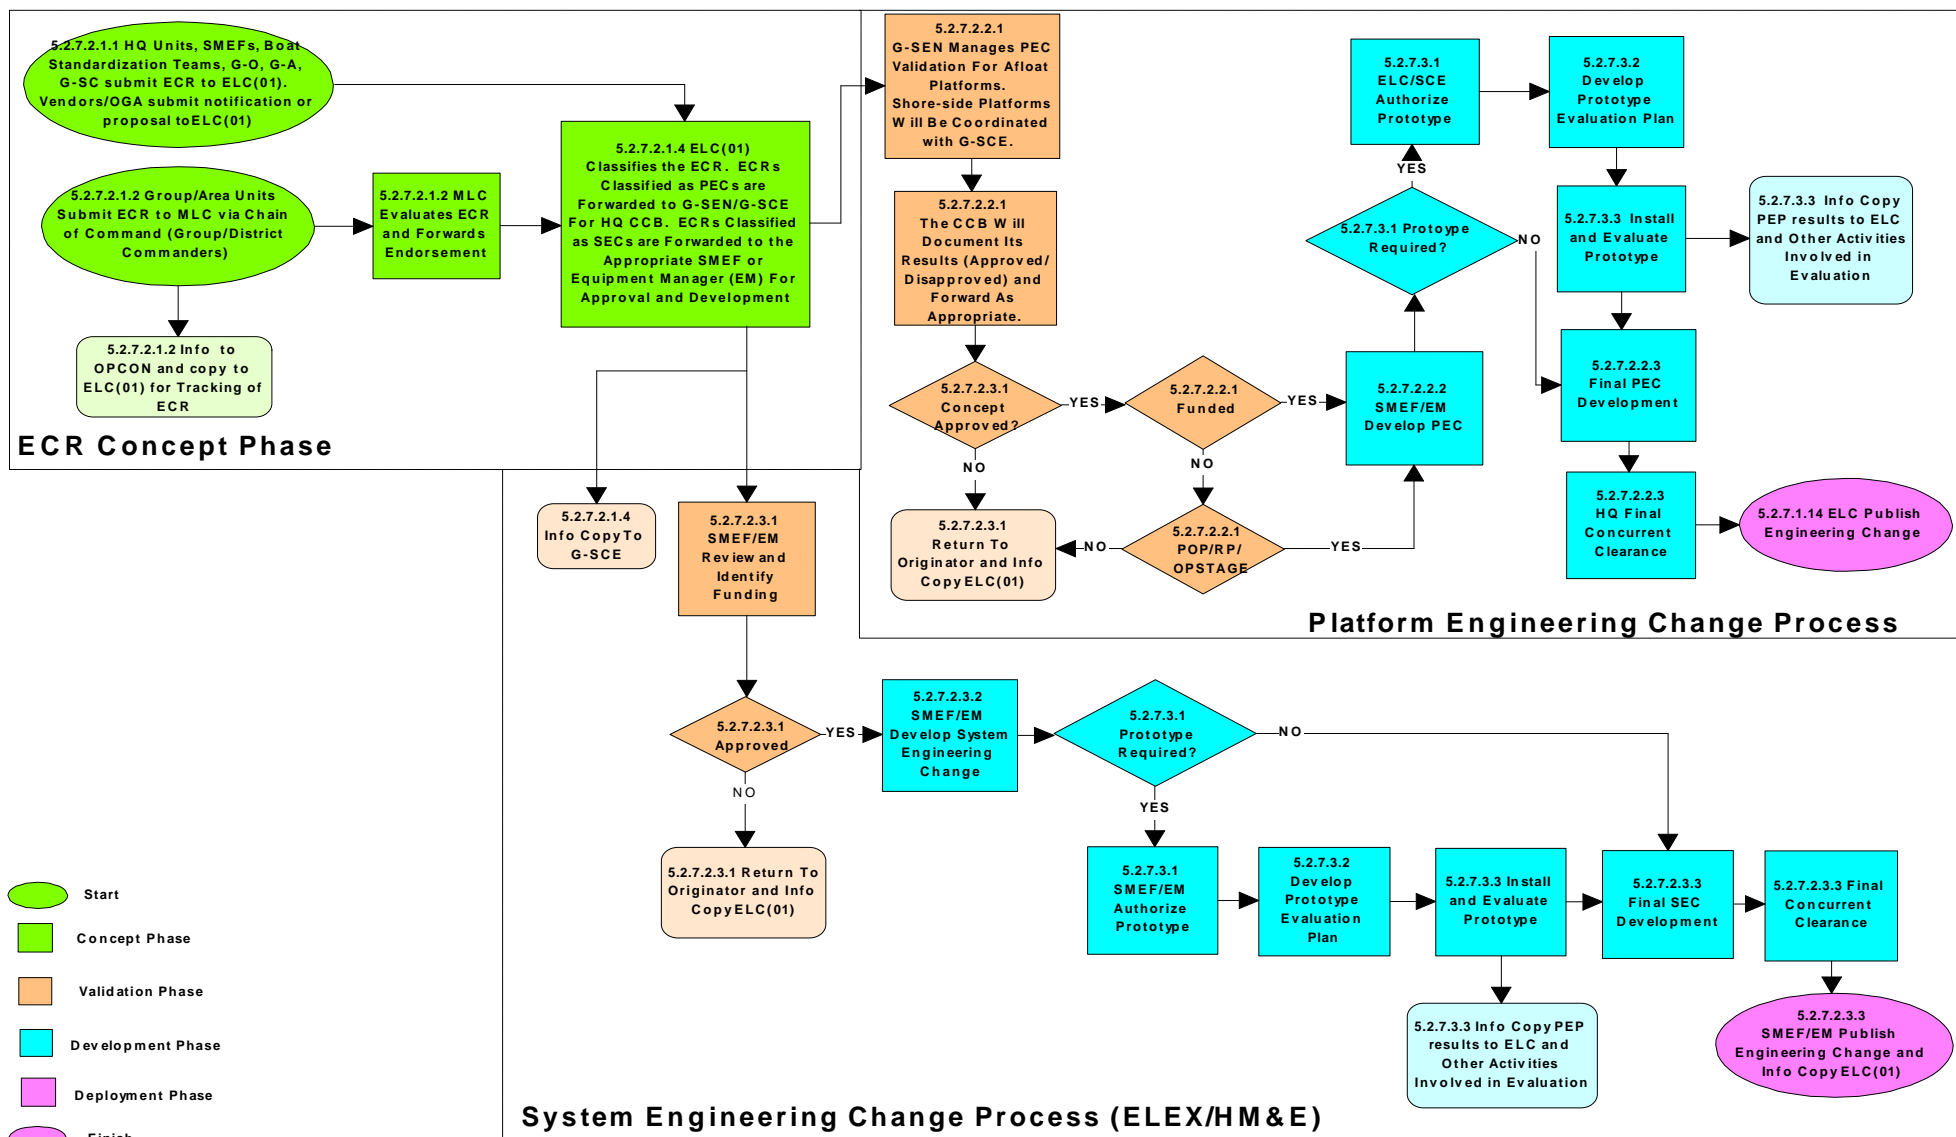 5.2.7.2.1.1 HQ Units, SMEFs, Boat
Standardization Teams, G-O, G-A,
G-SC submit ECR to ELC(01).
Vendors/OGA submit notification or
proposal to ELC(01)
5.2.7.2.1.2 Group/Area Units
Submit ECR to MLC via Chain
of Command (Group/District
Commanders)
5.2.7.2.1.2 MLC
Evaluates ECR
and Forwards
Endorsement
5.2.7.2.1.4 ELC(01)
Classifies the ECR. ECRs
Classified as PECs are
Forwarded to G-SEN/G-SCE
For HQ CCB. ECRs Classified
as SECs are Forwarded to the
Appropriate SMEF or
Equipment Manager (EM) For
Approval and Development
5.2.7.2.1.2 Info to
OPCON and copy to
ELC(01) for Tracking of
ECR
ECR Concept Phase
5.2.7.2.2.1
G-SEN Manages PEC
Validation For Afloat
Platforms.
Shore-side Platforms
Will Be Coordinated
with G-SCE.
5.2.7.2.2.1
The CCB Will
Document Its
Results (Approved/
Disapproved) and
Forward As
Appropriate.
5.2.7.2.3.1
Concept
Approved?
YES
5.2.7.2.2.1
Funded
YES
NO
NO
5.2.7.2.3.1
Return To
Originator and Info
Copy ELC(01)
NO
5.2.7.2.2.1
POP/RP/
OPSTAGE
YES
5.2.7.2.2.2
SMEF/EM
Develop PEC
5.2.7.3.1 Protoype
Required?
YES
NO
5.2.7.3.1
ELC/SCE
Authorize
Prototype
5.2.7.3.2
Develop
Prototype
Evaluation Plan
5.2.7.3.3 Install
and Evaluate
Prototype
5.2.7.3.3 Info Copy
PEP results to ELC
and Other Activities
Involved in
Evaluation
5.2.7.2.2.3
Final PEC
Development
5.2.7.2.2.3
HQ Final
Concurrent
Clearance
5.2.7.1.14 ELC Publish
Engineering Change
Platform Engineering Change Process
5.2.7.2.1.4
Info Copy To
G-SCE
5.2.7.2.3.1
SMEF/EM
Review and
Identify
Funding
5.2.7.2.3.1
Approved
YES
NO
5.2.7.2.3.1 Return To
Originator and Info
Copy ELC(01)
5.2.7.2.3.2
SMEF/EM
Develop System
Engineering
Change
5.2.7.3.1
Prototype
Required?
NO
YES
5.2.7.3.1
SMEF/EM
Authorize
Prototype
5.2.7.3.2
Develop
Prototype
Evaluation
Plan
5.2.7.3.3 Install
and Evaluate
Prototype
5.2.7.2.3.3
Final SEC
Development
5.2.7.2.3.3 Final
Concurrent
Clearance
5.2.7.3.3 Info Copy PEP
results to ELC and
Other Activities
Involved in Evaluation
5.2.7.2.3.3
SMEF/EM Publish
Engineering Change and
Info Copy ELC(01)
System Engineering Change Process (ELEX/HM&E)
Start
Concept Phase
Validation Phase
Development Phase
Deployment Phase
Finish